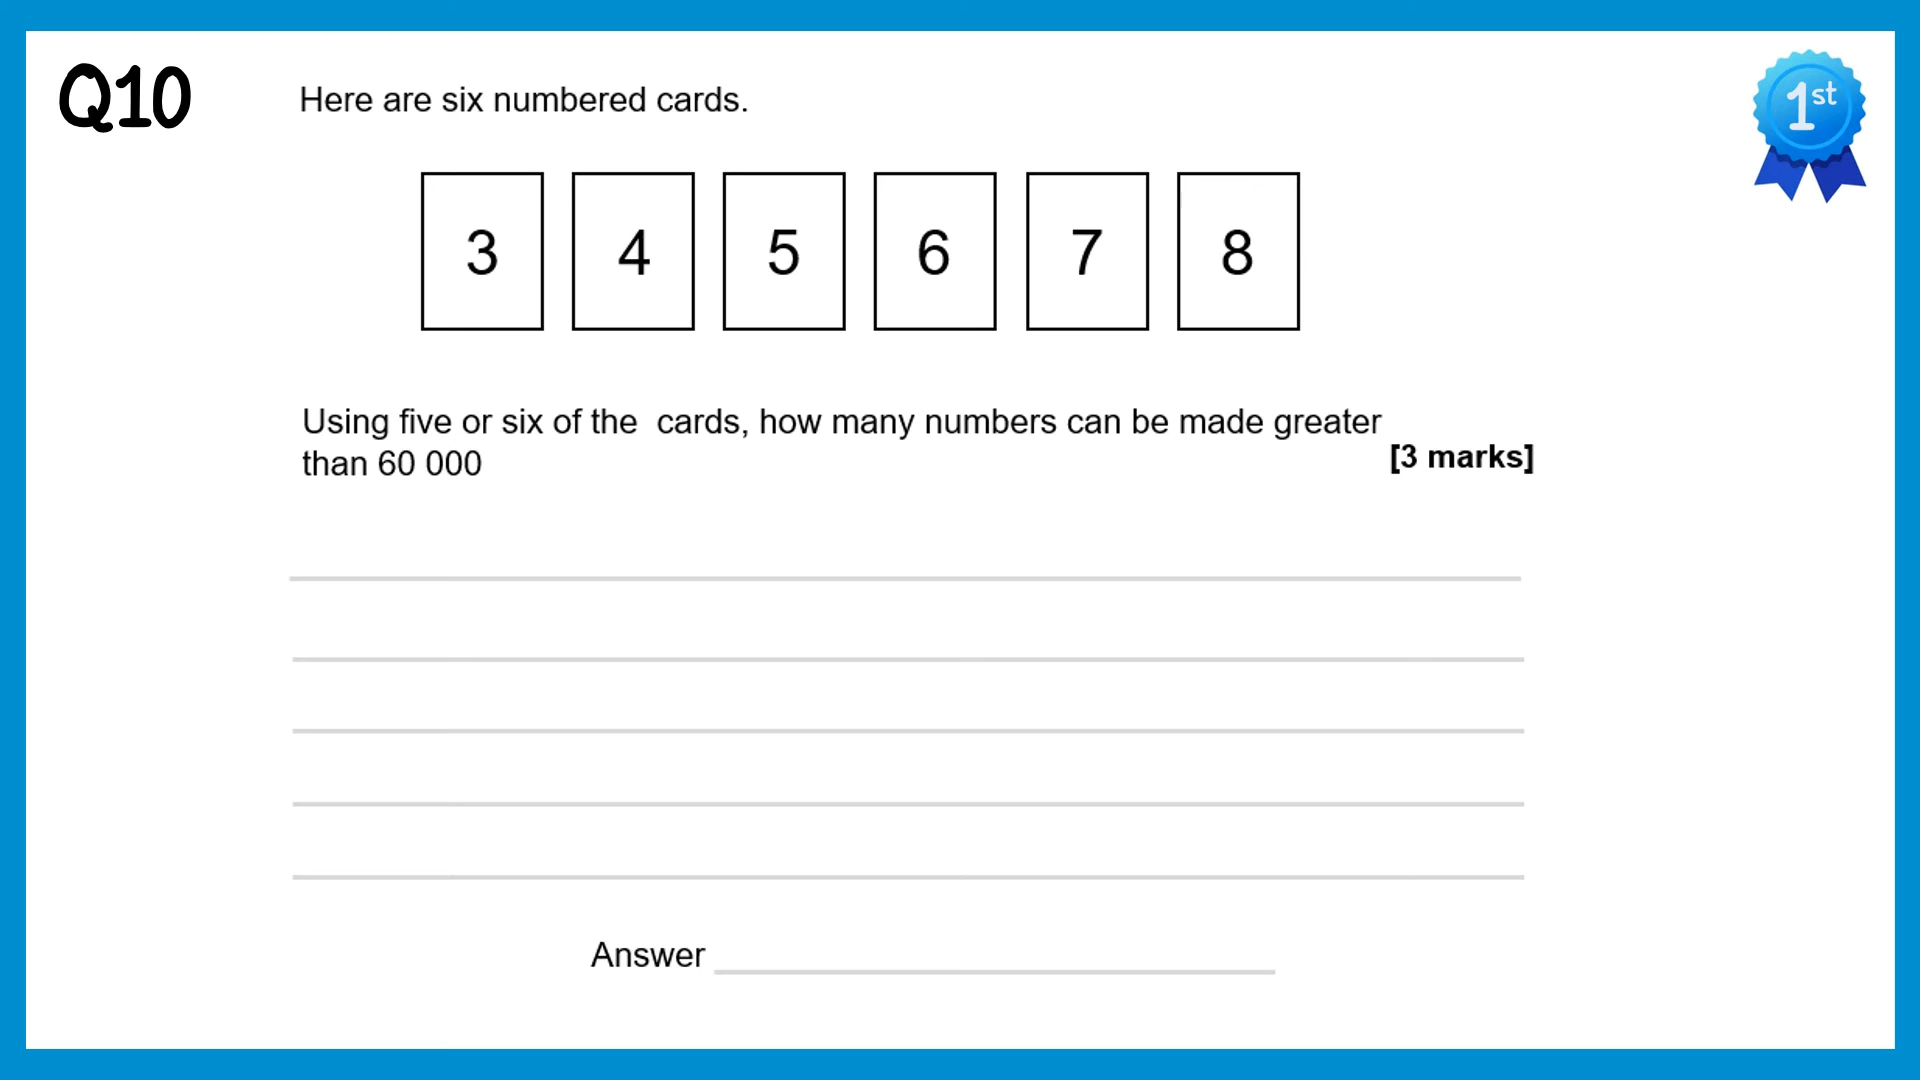 Q10
Here are six numbered cards.
1st
3 4 5 6 7 8
Using five or six of the  cards, how many numbers can be made greater
than 60 000
[3 marks]
Answer